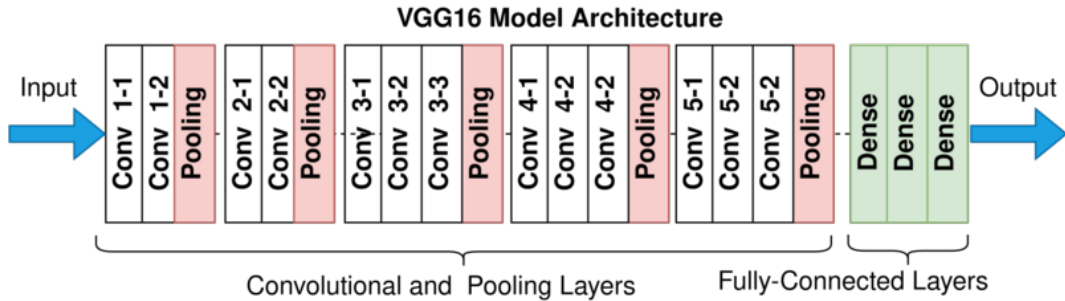 VGG16 Model Architecture
Input
Conv 1-1
Conv 1-2
Pooling
Conv 2-1
Conv 2-2
Pooling
Conv 3-1
Conv 3-2
Conv 3-3
Pooling
Conv 4-1
Conv 4-2
Conv 4-2
Pooling
Conv 5-1
Conv 5-2
Conv 5-2
Pooling
Dense
Dense
Dense
Output
Convolutional and Pooling Layers
Fully-Connected Layers